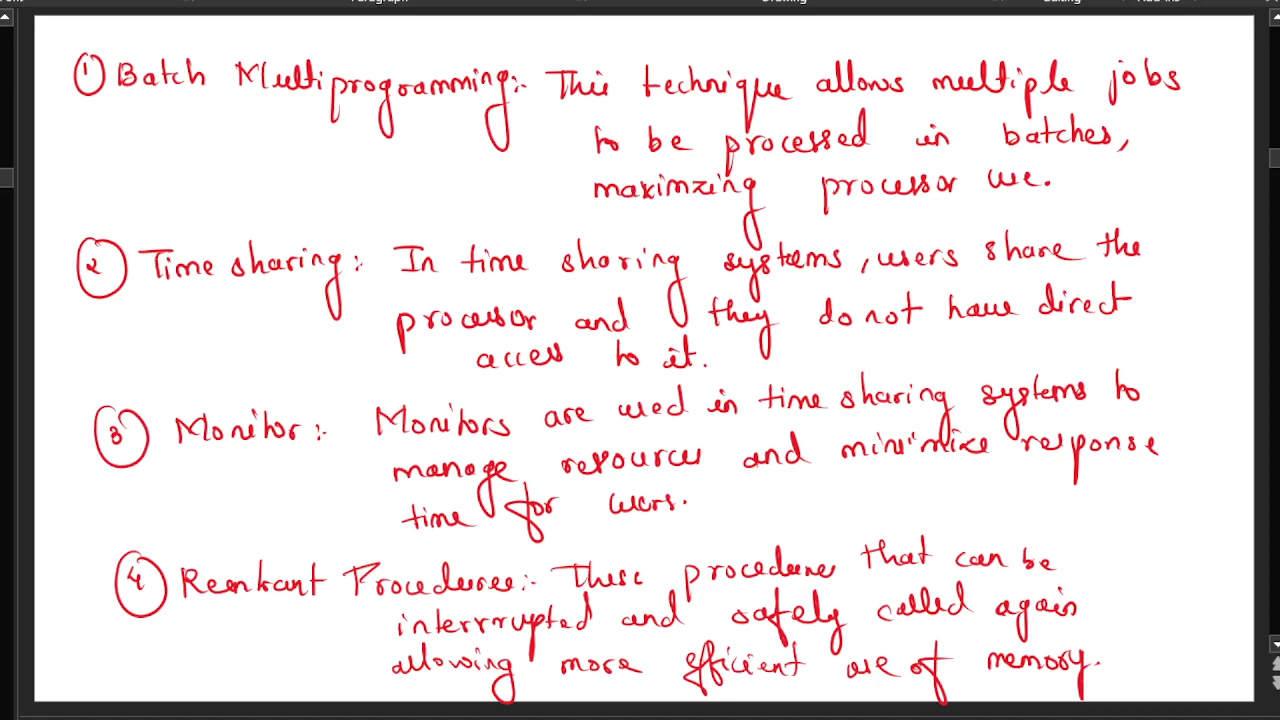 ① Batch Multiprogramming:- This technique allows multiple jobs
to be processed in batches,
maximizing processor use.
② Time sharing: In time sharing systems, users share the
processor and they do not have direct
access to it.
③ Monitor:- Monitors are used in time sharing systems to
manage resources and minimize response
time for users.
④ Reentrant Procedures:- These procedures that can be
interrupted and safely called again
allowing more efficient use of memory.